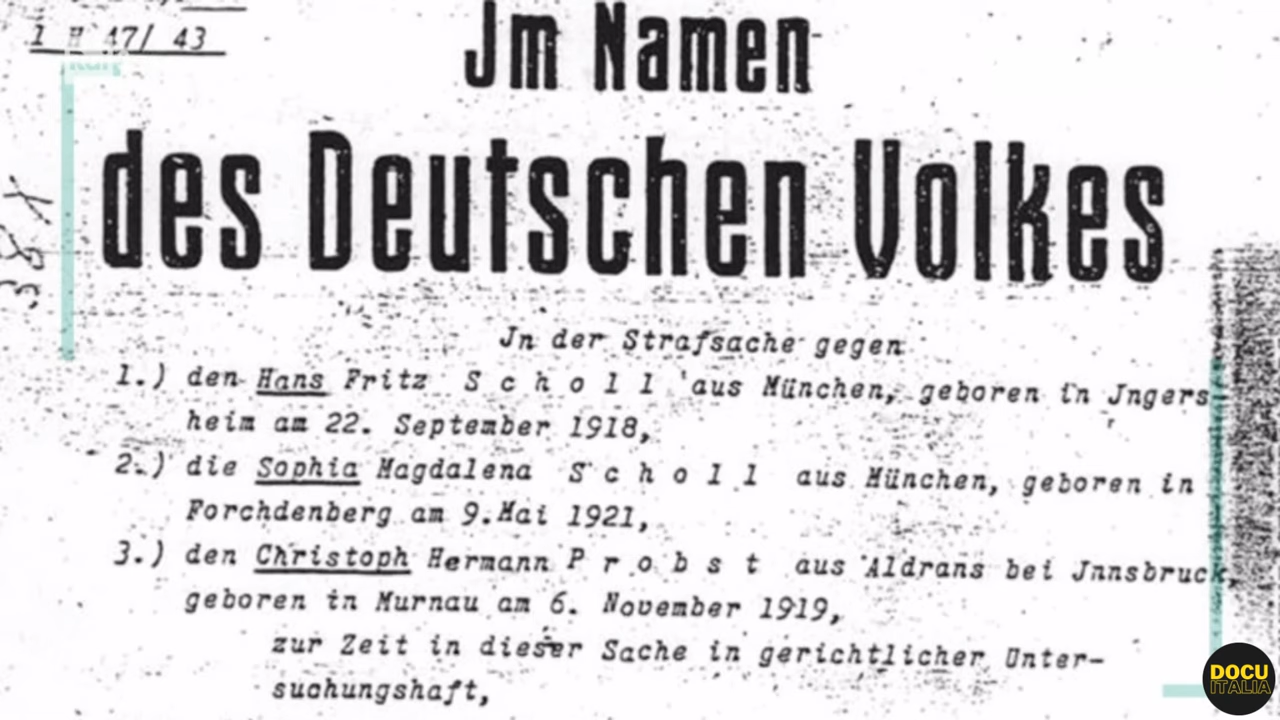 1 H 47/ 43
Jm Namen
des Deutschen Volkes
Jn der Strafsache gegen
1.) den Hans Fritz S c h o l l aus München, geboren in Jngers-
heim am 22. September 1918,
2.) die Sophia Magdalena S c h o l l aus München, geboren in
Forchdenberg am 9.Mai 1921,
3.) den Christoph Hermann P r o b s t aus Aldrans bei Jnnsbruck,
geboren in Murnau am 6. November 1919,
zur Zeit in dieser Sache in gerichtlicher Unter-
suchungshaft,
DOCU
ITALIA